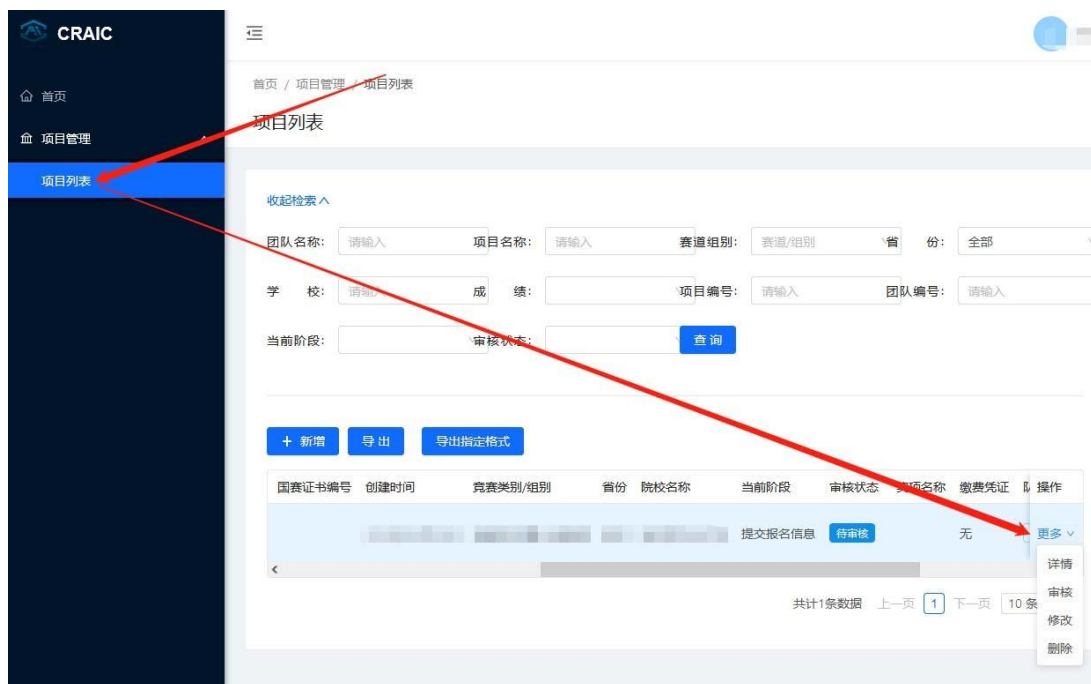 CRAIC
首页
项目管理
项目列表
首页 / 项目管理 / 项目列表
项目列表
收起检索
团队名称: 请输入 项目名称: 请输入 赛道组别: 赛道/组别 省 份: 全部
学 校: 请输入 成 绩: 项目编号: 请输入 团队编号: 请输入
当前阶段: 审核状态: 查询
+ 新增 导出 导出指定格式
国赛证书编号 创建时间 竞赛类别/组别 省份 院校名称 当前阶段 审核状态 奖项名称 缴费凭证 操作
提交报名信息 待审核 无 更多
详情
共计1条数据 上一页 1 下一页 10 条
审核
修改
删除